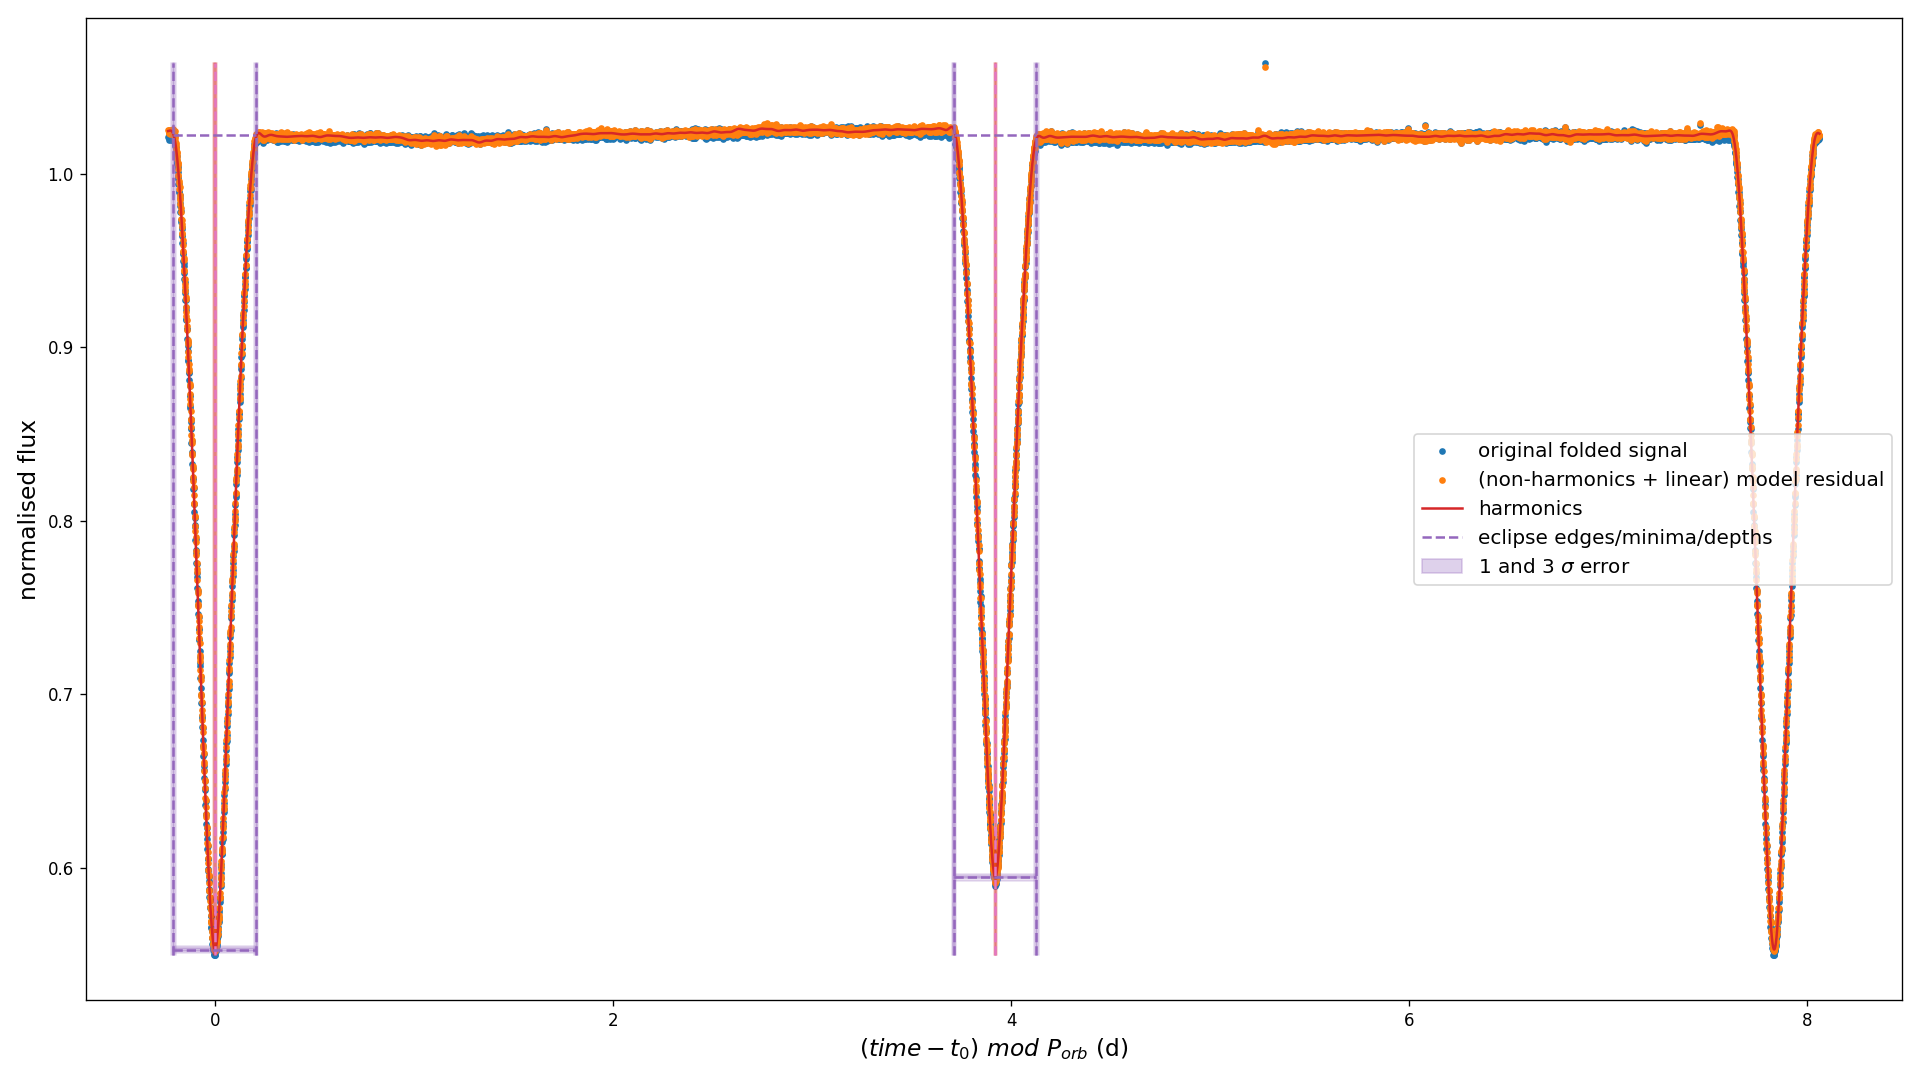 normalised flux
1.0
0.9
0.8
0.7
0.6
original folded signal
(non-harmonics + linear) model residual
harmonics
eclipse edges/minima/depths
1 and 3 σ error
0 2 4 6 8
(time − t₀) mod P_orb (d)